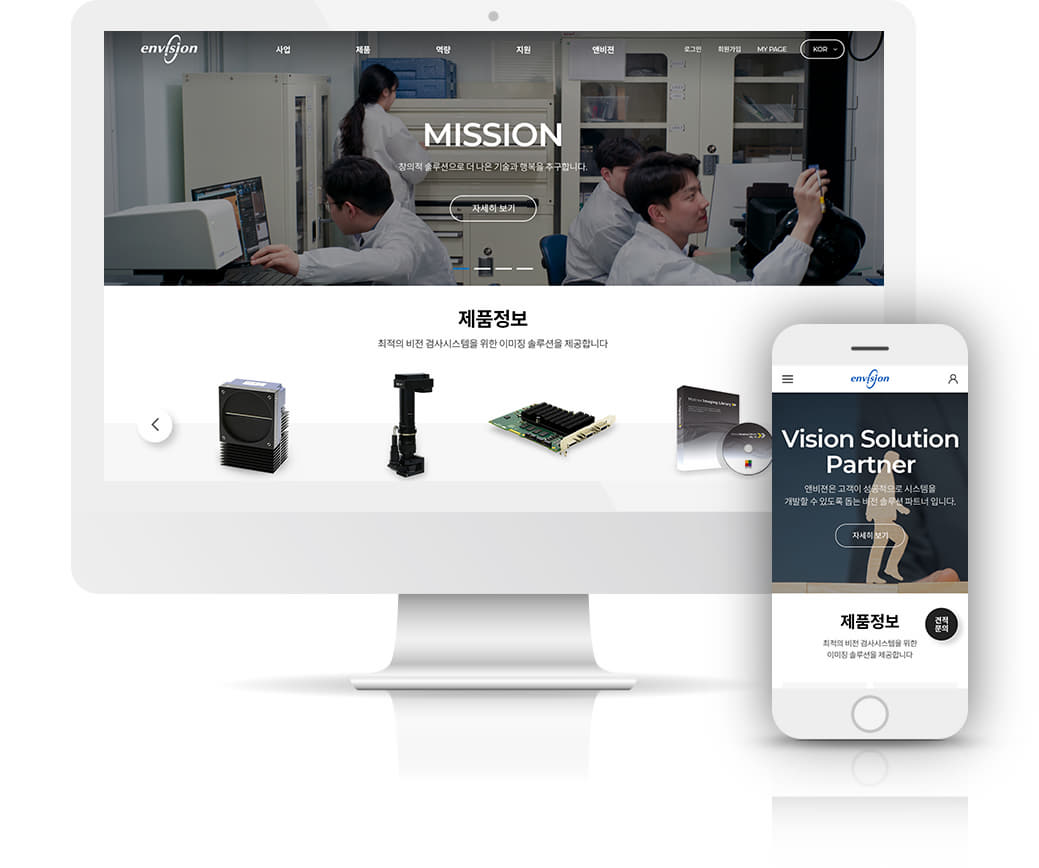 envision
사업
제품
역량
지원
앤비젼
로그인
회원가입
MY PAGE
KOR
MISSION
창의적 솔루션으로 더 나은 기술과 행복을 추구합니다.
자세히 보기
제품정보
최적의 비전 검사시스템을 위한 이미징 솔루션을 제공합니다
Matrox Imaging Library
envision
Vision Solution
Partner
앤비젼은 고객이 성공적으로 시스템을
개발할 수 있도록 돕는 비전 솔루션 파트너 입니다.
자세히 보기
제품정보
최적의 비전 검사시스템을 위한
이미징 솔루션을 제공합니다
견적
문의